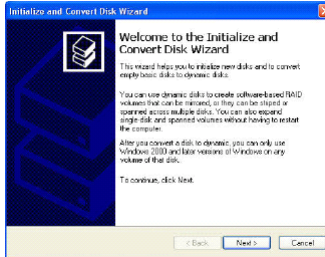 Initialize and Convert Disk Wizard
Welcome to the Initialize and
Convert Disk Wizard
This wizard helps you to initialize new disks and to convert
empty basic disks to dynamic disks.
You can use dynamic disks to create software-based RAID
volumes that can be mirrored, or they can be striped or
spanned across multiple disks. You can also expand
single-disk and spanned volumes without having to restart
the computer.
After you convert a disk to dynamic, you can only use
Windows 2000 and later versions of Windows on any
volume of that disk.
To continue, click Next.
< Back
Next >
Cancel